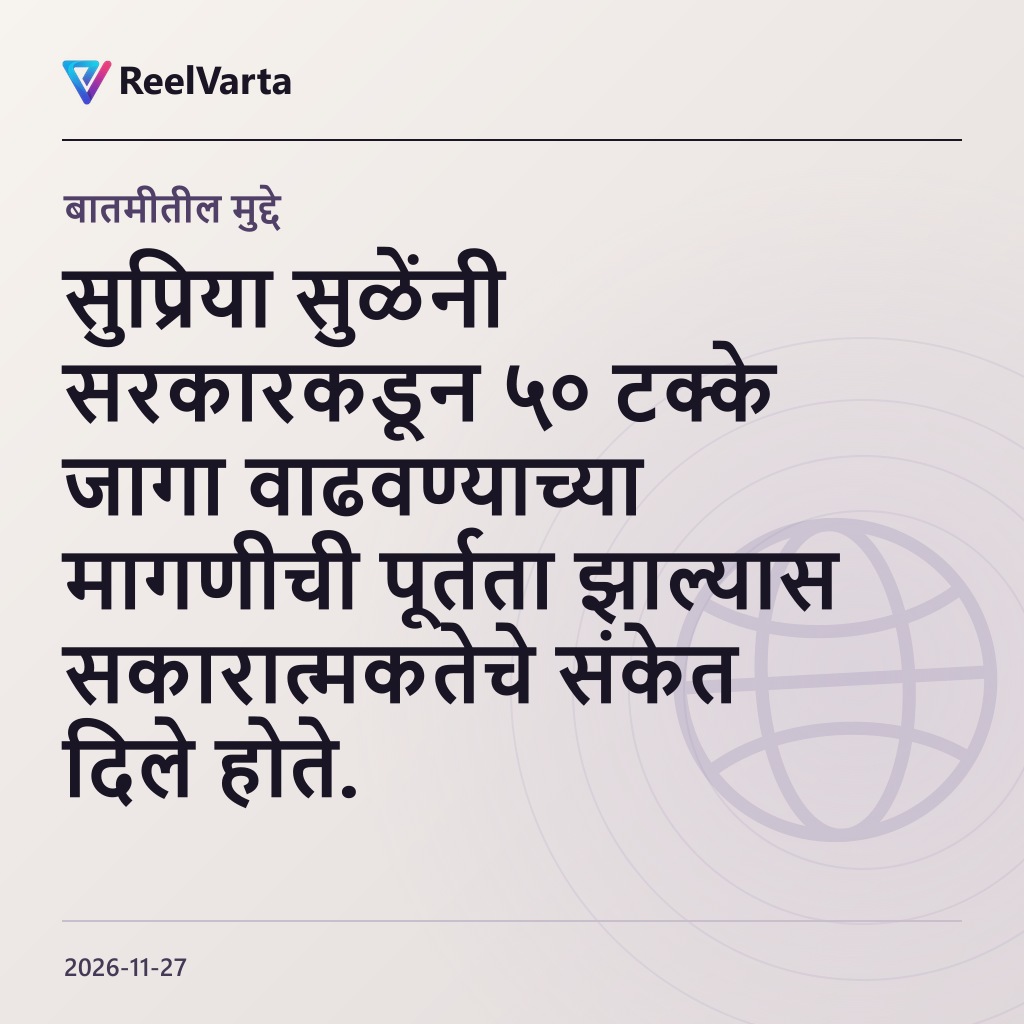 ReelVarta
बातमीतील मुद्दे
सुप्रिया सुळेंनी
सरकारकडून ५० टक्के
जागा वाढवण्याच्या
मागणीची पूर्तता झाल्यास
सकारात्मकतेचे संकेत
दिले होते.
2026-11-27